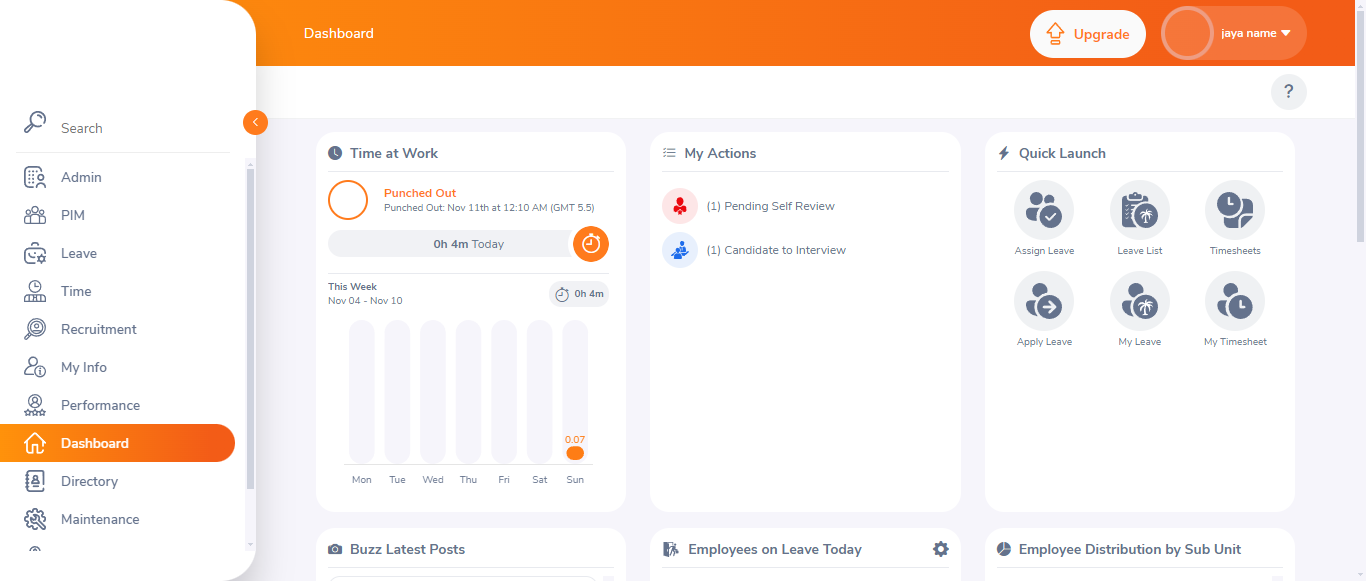 Dashboard
Upgrade
jaya name
?
Search
Admin
PIM
Leave
Time
Recruitment
My Info
Performance
Dashboard
Directory
Maintenance
Time at Work
Punched Out
Punched Out: Nov 11th at 12:10 AM (GMT 5.5)
0h 4m Today
This Week
Nov 04 - Nov 10
0h 4m
0.07
Mon Tue Wed Thu Fri Sat Sun
My Actions
(1) Pending Self Review
(1) Candidate to Interview
Quick Launch
Assign Leave Leave List Timesheets
Apply Leave My Leave My Timesheet
Buzz Latest Posts
Employees on Leave Today
Employee Distribution by Sub Unit